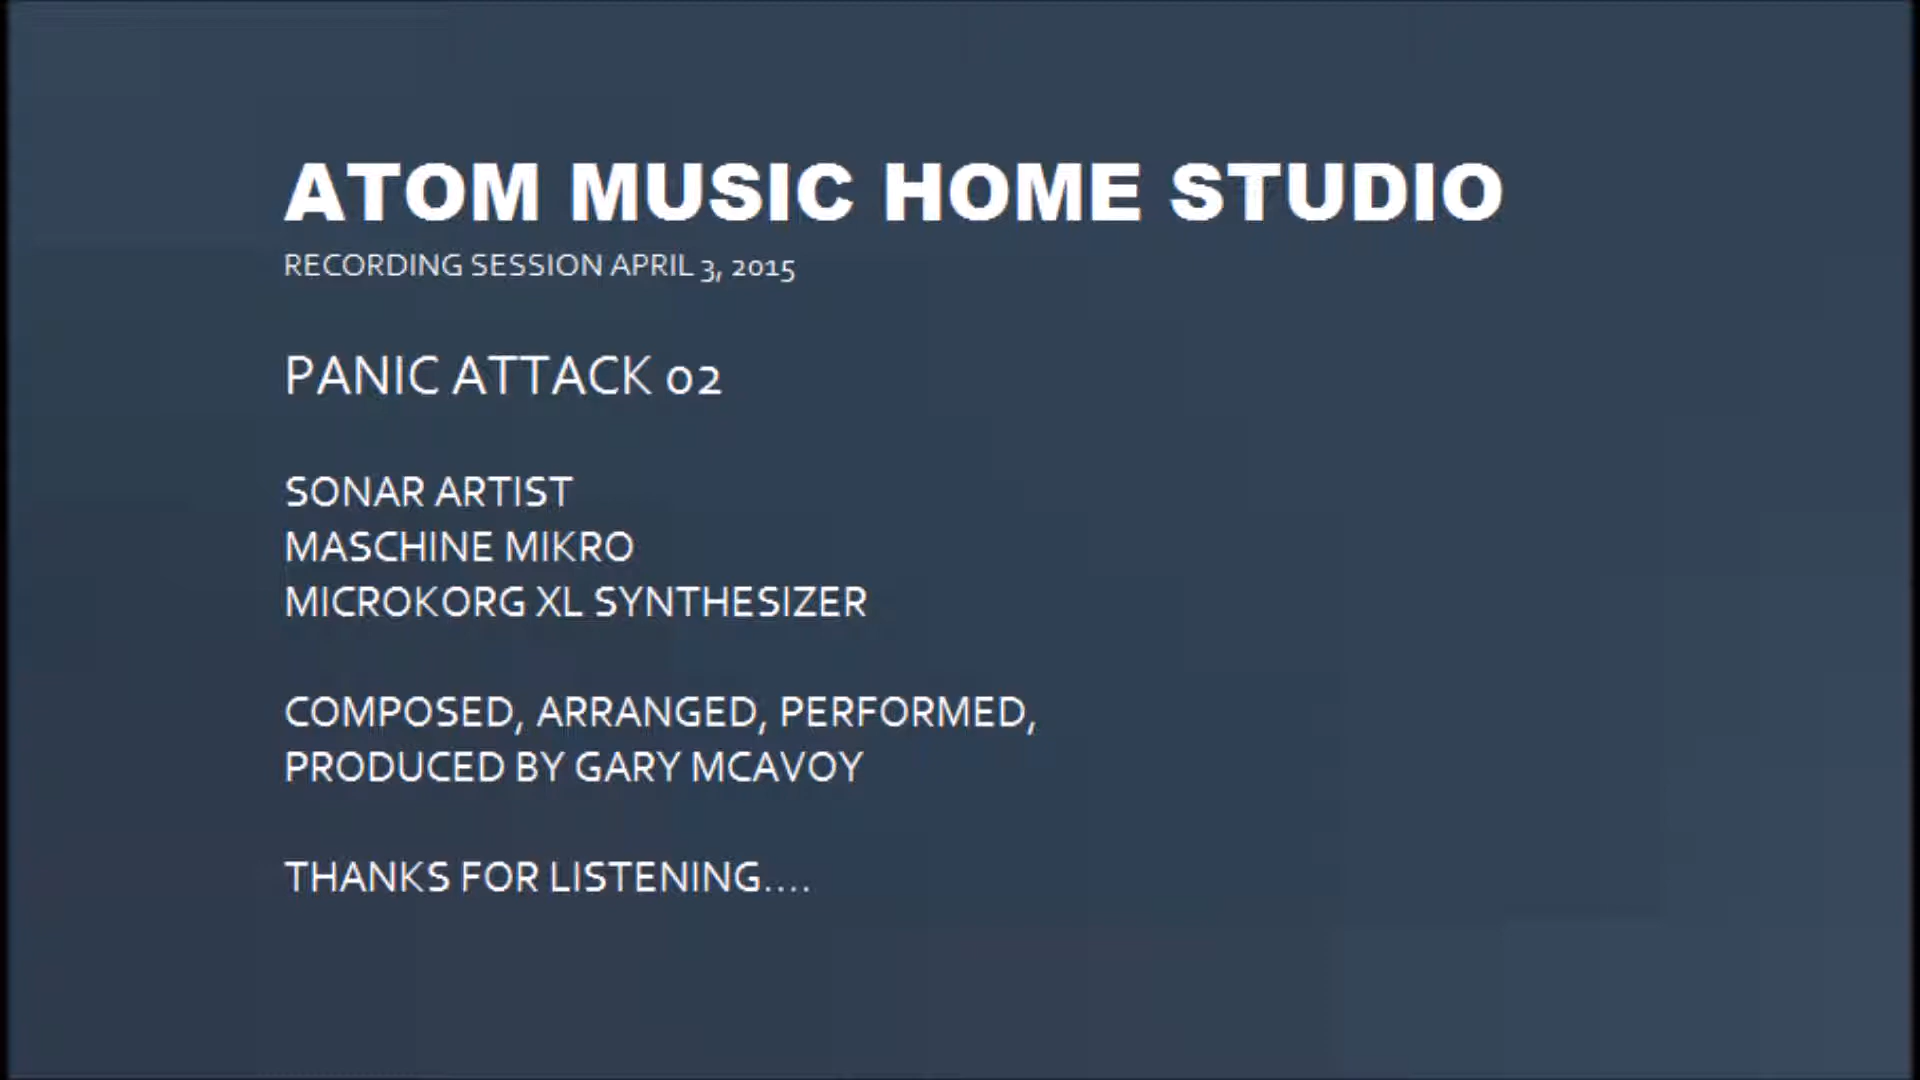 ATOM MUSIC HOME STUDIO
RECORDING SESSION APRIL 3, 2015
PANIC ATTACK 02
SONAR ARTIST
MASCHINE MIKRO
MICROKORG XL SYNTHESIZER
COMPOSED, ARRANGED, PERFORMED,
PRODUCED BY GARY MCAVOY
THANKS FOR LISTENING....